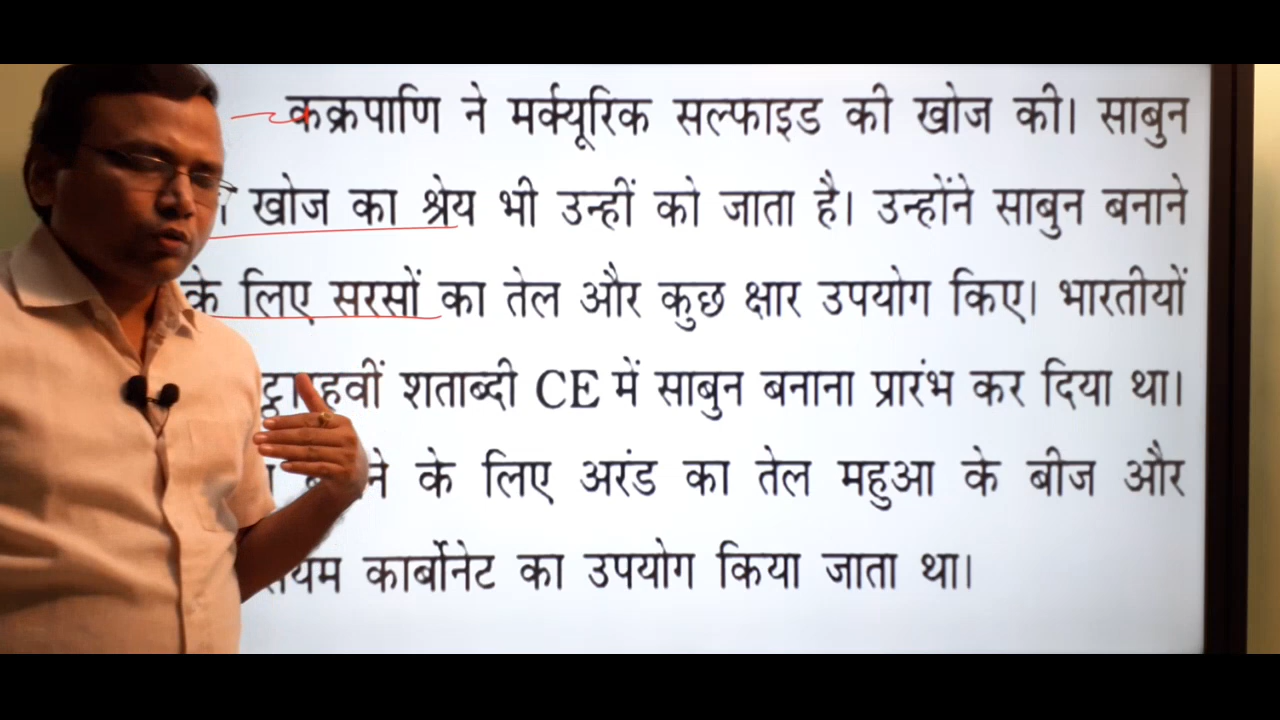 कक्रपाणि ने मर्क्यूरिक सल्फाइड की खोज की। साबुन
खोज का श्रेय भी उन्हीं को जाता है। उन्होंने साबुन बनाने
के लिए सरसों का तेल और कुछ क्षार उपयोग किए। भारतीयों
शताब्दी CE में साबुन बनाना प्रारंभ कर दिया था।
के लिए अरंड का तेल महुआ के बीज और
कार्बोनेट का उपयोग किया जाता था।